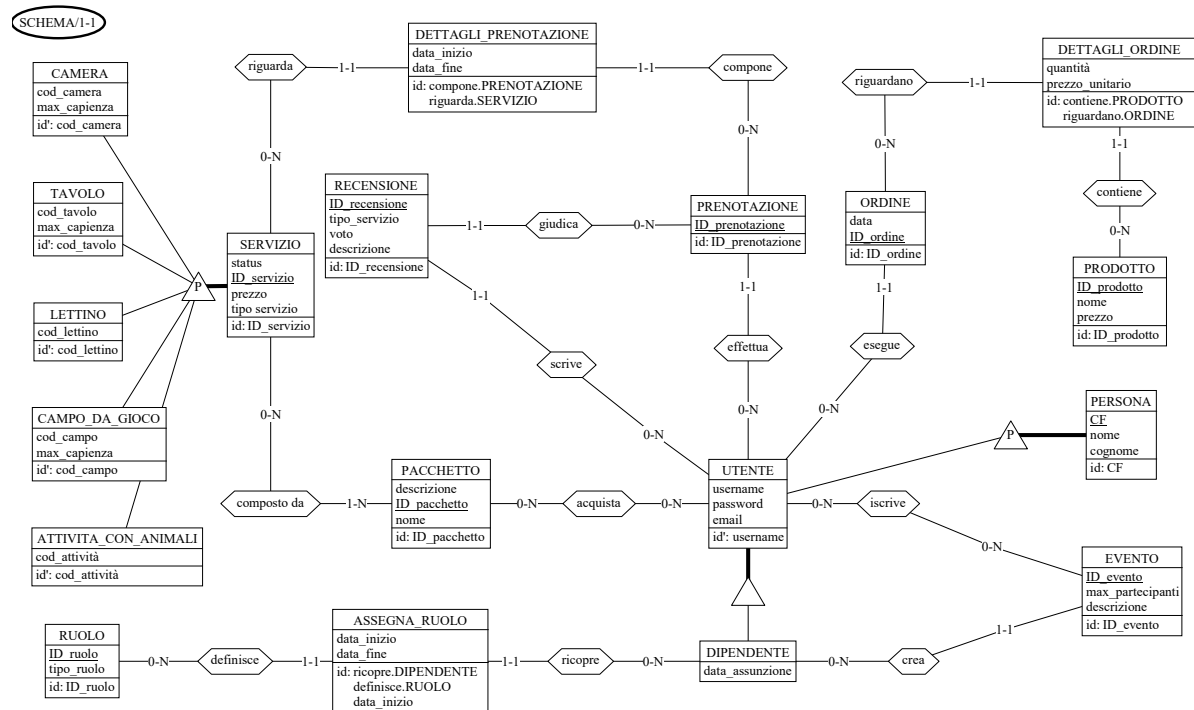 SCHEMA/1-1
CAMERA
cod_camera
max_capienza
id': cod_camera
TAVOLO
cod_tavolo
max_capienza
id': cod_tavolo
LETTINO
cod_lettino
id': cod_lettino
CAMPO_DA_GIOCO
cod_campo
max_capienza
id': cod_campo
ATTIVITA_CON_ANIMALI
cod_attività
id': cod_attività
P
SERVIZIO
status
ID_servizio
prezzo
tipo servizio
id: ID_servizio
riguarda
0-N
1-1
DETTAGLI_PRENOTAZIONE
data_inizio
data_fine
id: compone.PRENOTAZIONE
riguarda.SERVIZIO
1-1
compone
0-N
RECENSIONE
ID_recensione
tipo_servizio
voto
descrizione
id: ID_recensione
1-1
giudica
0-N
PRENOTAZIONE
ID_prenotazione
id: ID_prenotazione
1-1
effettua
0-N
1-1
scrive
0-N
riguardano
1-1
0-N
DETTAGLI_ORDINE
quantità
prezzo_unitario
id: contiene.PRODOTTO
riguardano.ORDINE
1-1
contiene
0-N
PRODOTTO
ID_prodotto
nome
prezzo
id: ID_prodotto
ORDINE
data
ID_ordine
id: ID_ordine
1-1
esegue
0-N
PERSONA
CF
nome
cognome
id: CF
P
0-N
composto da
1-N
PACCHETTO
descrizione
ID_pacchetto
nome
id: ID_pacchetto
0-N
acquista
0-N
UTENTE
username
password
email
id': username
0-N
iscrive
0-N
EVENTO
ID_evento
max_partecipanti
descrizione
id: ID_evento
RUOLO
ID_ruolo
tipo_ruolo
id: ID_ruolo
0-N
definisce
1-1
ASSEGNA_RUOLO
data_inizio
data_fine
id: ricopre.DIPENDENTE
definisce.RUOLO
data_inizio
1-1
ricopre
0-N
DIPENDENTE
data_assunzione
0-N
crea
1-1